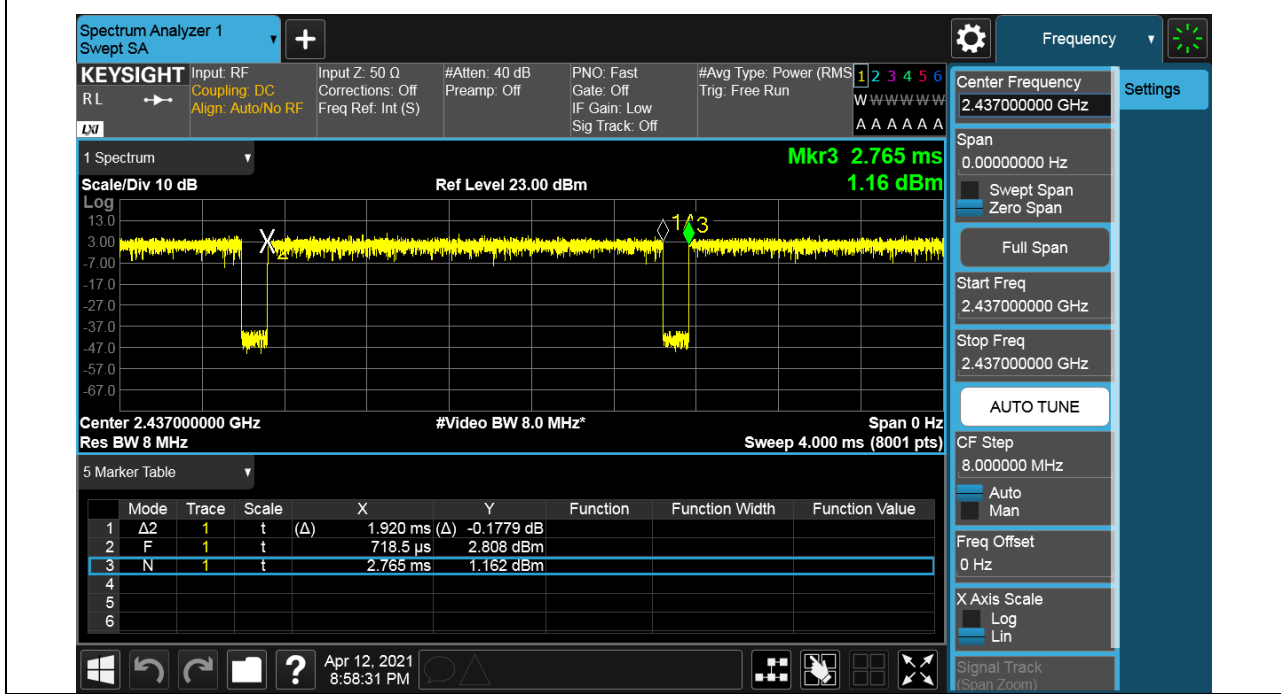 Spectrum Analyzer 1
Swept SA
Frequency
KEYSIGHT
R L
LXI
Input: RF
Coupling: DC
Align: Auto/No RF
Input Z: 50 Ω
Corrections: Off
Freq Ref: Int (S)
#Atten: 40 dB
Preamp: Off
PNO: Fast
Gate: Off
IF Gain: Low
Sig Track: Off
#Avg Type: Power (RMS
Trig: Free Run
1 2 3 4 5 6
W W W W W W
A A A A A A
1 Spectrum
Mkr3 2.765 ms
Scale/Div 10 dB
Ref Level 23.00 dBm
1.16 dBm
Log
13.0
3.00
-7.00
-17.0
-27.0
-37.0
-47.0
-57.0
-67.0
X
2
3
Center 2.437000000 GHz
#Video BW 8.0 MHz*
Span 0 Hz
Res BW 8 MHz
Sweep 4.000 ms (8001 pts)
5 Marker Table
Mode Trace Scale X Y Function Function Width Function Value
1 Δ2 1 t (Δ) 1.920 ms (Δ) -0.1779 dB
2 F 1 t 718.5 µs 2.808 dBm
3 N 1 t 2.765 ms 1.162 dBm
4
5
6
?
Apr 12, 2021
8:58:31 PM
Center Frequency
2.437000000 GHz
Span
0.00000000 Hz
Swept Span
Zero Span
Full Span
Start Freq
2.437000000 GHz
Stop Freq
2.437000000 GHz
AUTO TUNE
CF Step
8.000000 MHz
Auto
Man
Freq Offset
0 Hz
X Axis Scale
Log
Lin
Signal Track
(Span Zoom)
Settings